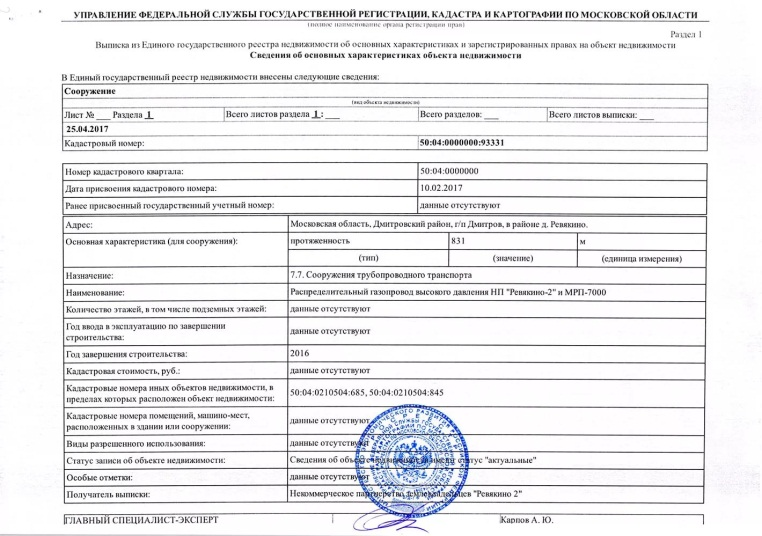 УПРАВЛЕНИЕ ФЕДЕРАЛЬНОЙ СЛУЖБЫ ГОСУДАРСТВЕННОЙ РЕГИСТРАЦИИ, КАДАСТРА И КАРТОГРАФИИ ПО МОСКОВСКОЙ ОБЛАСТИ
(полное наименование органа регистрации прав)
Раздел 1
Выписка из Единого государственного реестра недвижимости об основных характеристиках и зарегистрированных правах на объект недвижимости
Сведения об основных характеристиках объекта недвижимости
В Единый государственный реестр недвижимости внесены следующие сведения:
Сооружение
(вид объекта недвижимости)
Лист № ___ Раздела 1 Всего листов раздела 1 : ___ Всего разделов: ___ Всего листов выписки: ___
25.04.2017
Кадастровый номер: 50:04:0000000:93331
Номер кадастрового квартала: 50:04:0000000
Дата присвоения кадастрового номера: 10.02.2017
Ранее присвоенный государственный учетный номер: данные отсутствуют
Адрес: Московская область, Дмитровский район, г/п Дмитров, в районе д. Ревякино.
Основная характеристика (для сооружения): протяженность 831 м
(тип) (значение) (единица измерения)
Назначение: 7.7. Сооружения трубопроводного транспорта
Наименование: Распределительный газопровод высокого давления НП "Ревякино-2" и МРП-7000
Количество этажей, в том числе подземных этажей: данные отсутствуют
Год ввода в эксплуатацию по завершении
строительства: данные отсутствуют
Год завершения строительства: 2016
Кадастровая стоимость, руб.: данные отсутствуют
Кадастровые номера иных объектов недвижимости, в
пределах которых расположен объект недвижимости: 50:04:0210504:685, 50:04:0210504:845
Кадастровые номера помещений, машино-мест,
расположенных в здании или сооружении: данные отсутствуют
Виды разрешенного использования: данные отсутствуют
Статус записи об объекте недвижимости: Сведения об объекте недвижимости имеют статус "актуальные"
Особые отметки: данные отсутствуют
Получатель выписки: Некоммерческое партнерство землевладельцев "Ревякино 2"
ГЛАВНЫЙ СПЕЦИАЛИСТ-ЭКСПЕРТ Карпов А. Ю.